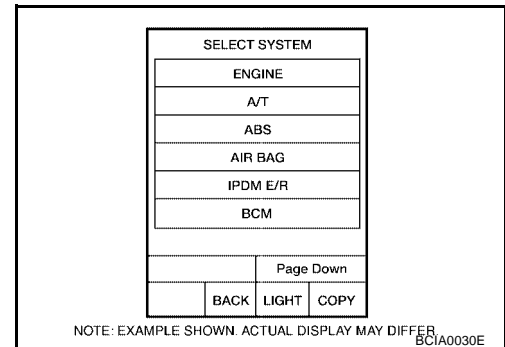 SELECT SYSTEM
ENGINE
A/T
ABS
AIR BAG
IPDM E/R
BCM
Page Down
BACK LIGHT COPY
NOTE: EXAMPLE SHOWN. ACTUAL DISPLAY MAY DIFFER.
BCIA0030E